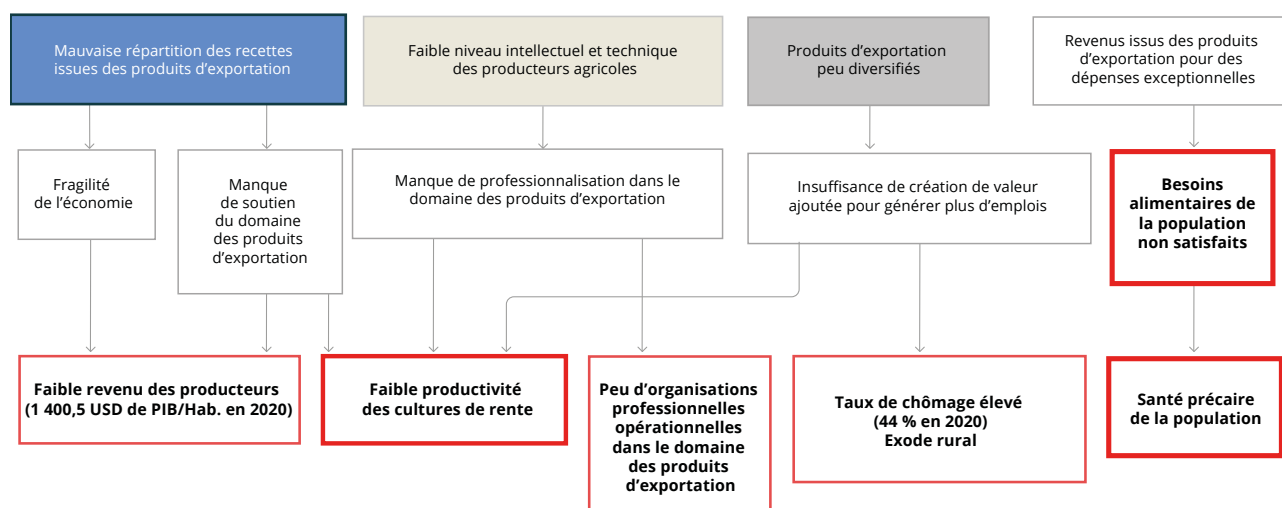 Mauvaise répartition des recettes
issues des produits d’exportation
Faible niveau intellectuel et technique
des producteurs agricoles
Produits d’exportation
peu diversifiés
Revenus issus des produits
d’exportation pour des
dépenses exceptionnelles
Fragilité
de l’économie
Manque
de soutien
du domaine
des produits
d’exportation
Manque de professionnalisation dans le
domaine des produits d’exportation
Insuffisance de création de valeur
ajoutée pour générer plus d’emplois
Besoins
alimentaires de
la population
non satisfaits
Faible revenu des producteurs
(1 400,5 USD de PIB/Hab. en 2020)
Faible productivité
des cultures de rente
Peu d’organisations
professionnelles
opérationnelles
dans le domaine
des produits
d’exportation
Taux de chômage élevé
(44 % en 2020)
Exode rural
Santé précaire
de la population